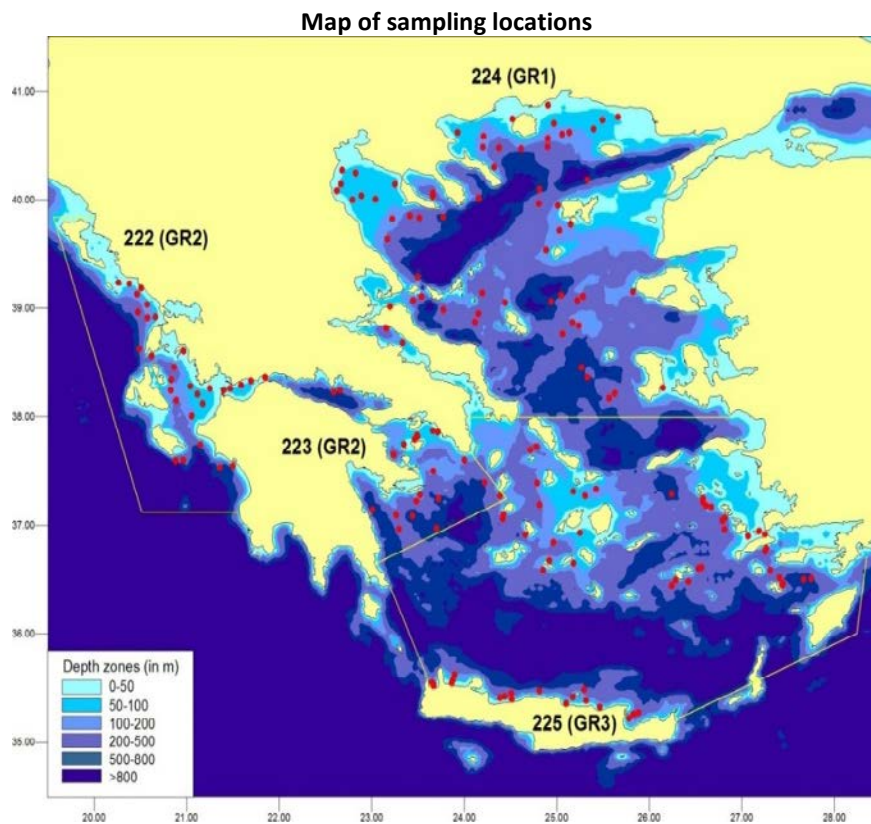 Map of sampling locations
224 (GR1)
41.00
40.00
222 (GR2)
39.00
38.00
223 (GR2)
37.00
36.00
Depth zones (in m)
0-50
50-100
100-200
200-500
500-800
>800
225 (GR3)
35.00
20.00 21.00 22.00 23.00 24.00 25.00 26.00 27.00 28.00